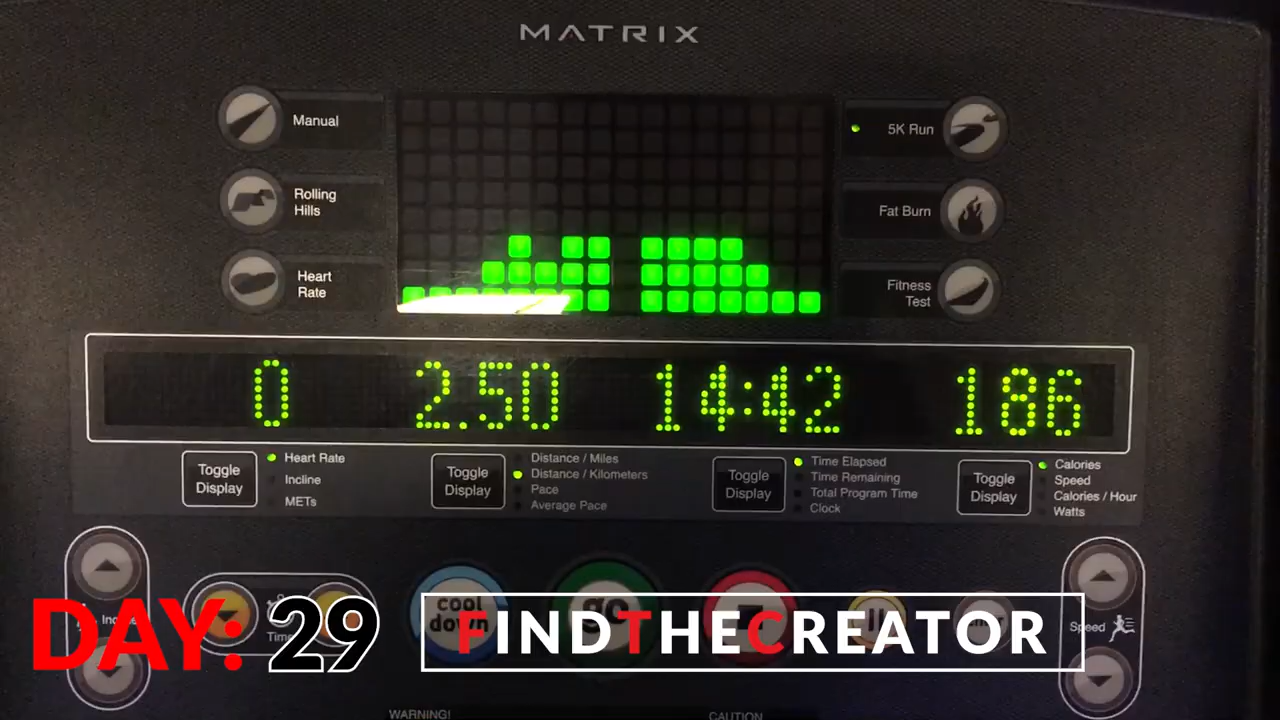 MATRIX
Manual
Rolling
Hills
Heart
Rate
5K Run
Fat Burn
Fitness
Test
0 2.50 14:42 186
Toggle
Display
Heart Rate
Incline
METs
Toggle
Display
Distance / Miles
Distance / Kilometers
Pace
Average Pace
Toggle
Display
Time Elapsed
Time Remaining
Total Program Time
Clock
Toggle
Display
Calories
Speed
Calories / Hour
Watts
cool
down
go
Speed
DAY: 29
FINDTHECREATOR
WARNING!
CAUTION